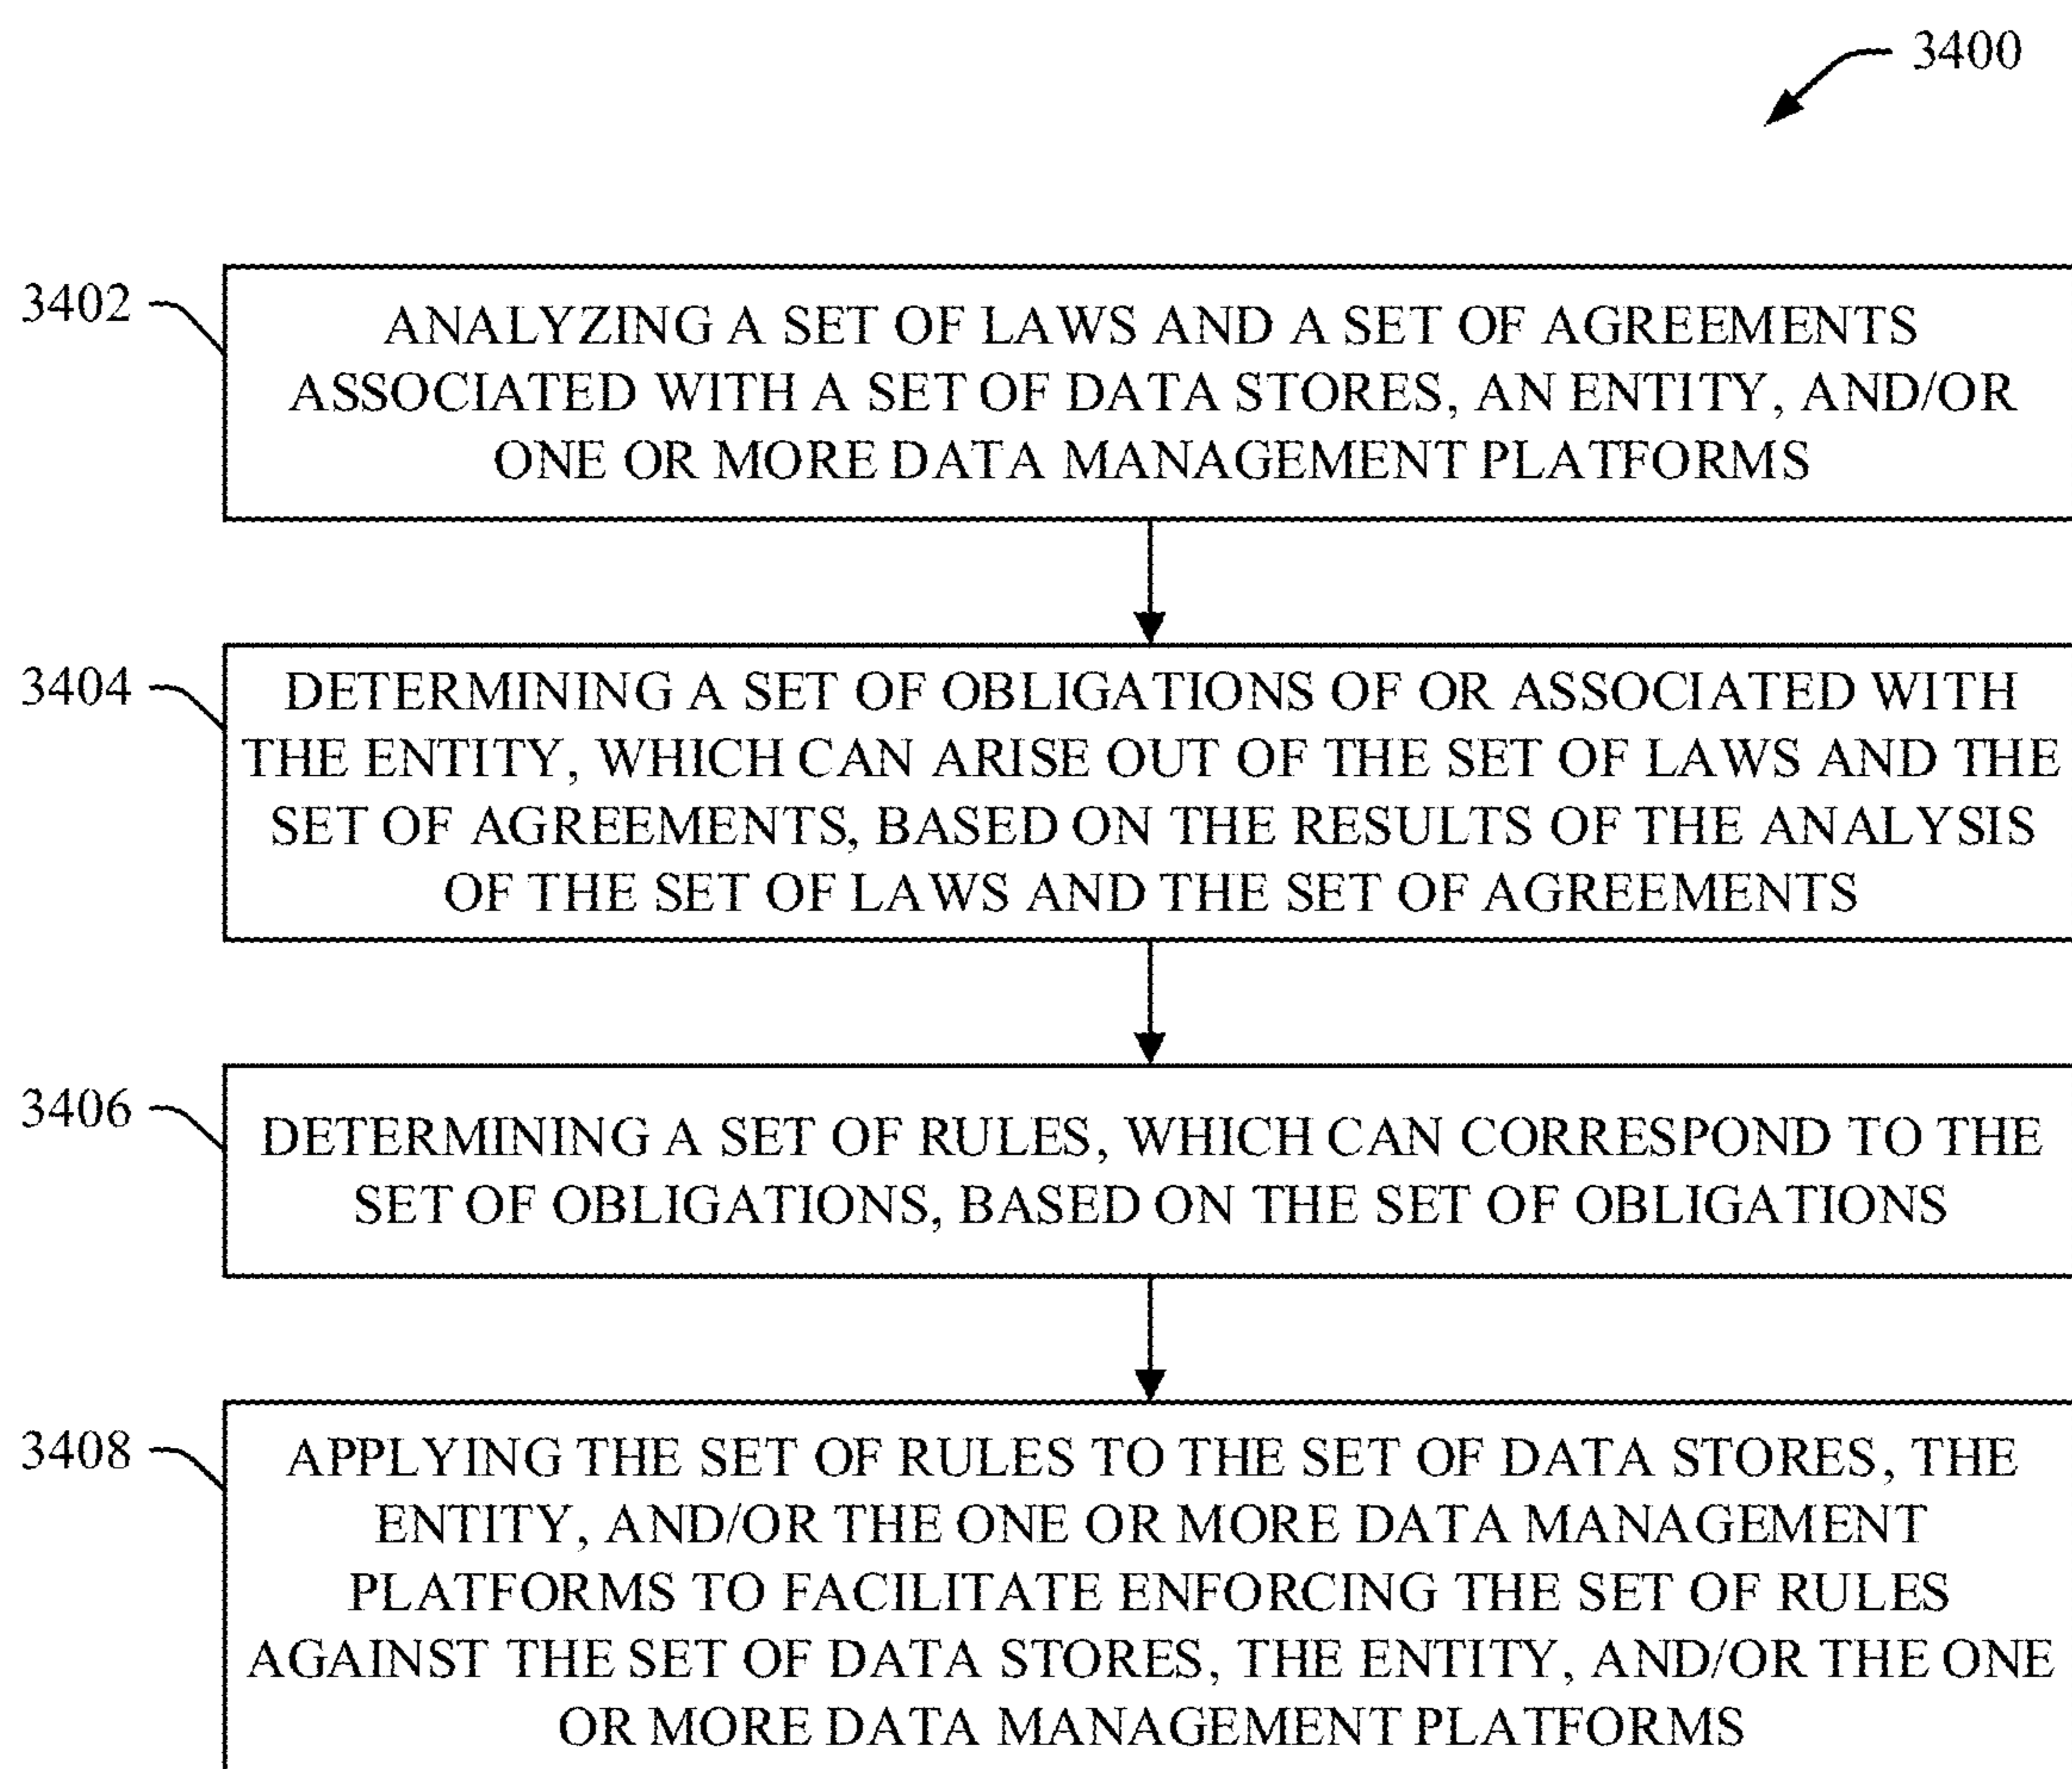 3400
3402
ANALYZING A SET OF LAWS AND A SET OF AGREEMENTS
ASSOCIATED WITH A SET OF DATA STORES, AN ENTITY, AND/OR
ONE OR MORE DATA MANAGEMENT PLATFORMS
3404
DETERMINING A SET OF OBLIGATIONS OF OR ASSOCIATED WITH
THE ENTITY, WHICH CAN ARISE OUT OF THE SET OF LAWS AND THE
SET OF AGREEMENTS, BASED ON THE RESULTS OF THE ANALYSIS
OF THE SET OF LAWS AND THE SET OF AGREEMENTS
3406
DETERMINING A SET OF RULES, WHICH CAN CORRESPOND TO THE
SET OF OBLIGATIONS, BASED ON THE SET OF OBLIGATIONS
3408
APPLYING THE SET OF RULES TO THE SET OF DATA STORES, THE
ENTITY, AND/OR THE ONE OR MORE DATA MANAGEMENT
PLATFORMS TO FACILITATE ENFORCING THE SET OF RULES
AGAINST THE SET OF DATA STORES, THE ENTITY, AND/OR THE ONE
OR MORE DATA MANAGEMENT PLATFORMS